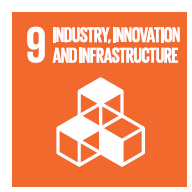 9 INDUSTRY, INNOVATION
AND INFRASTRUCTURE